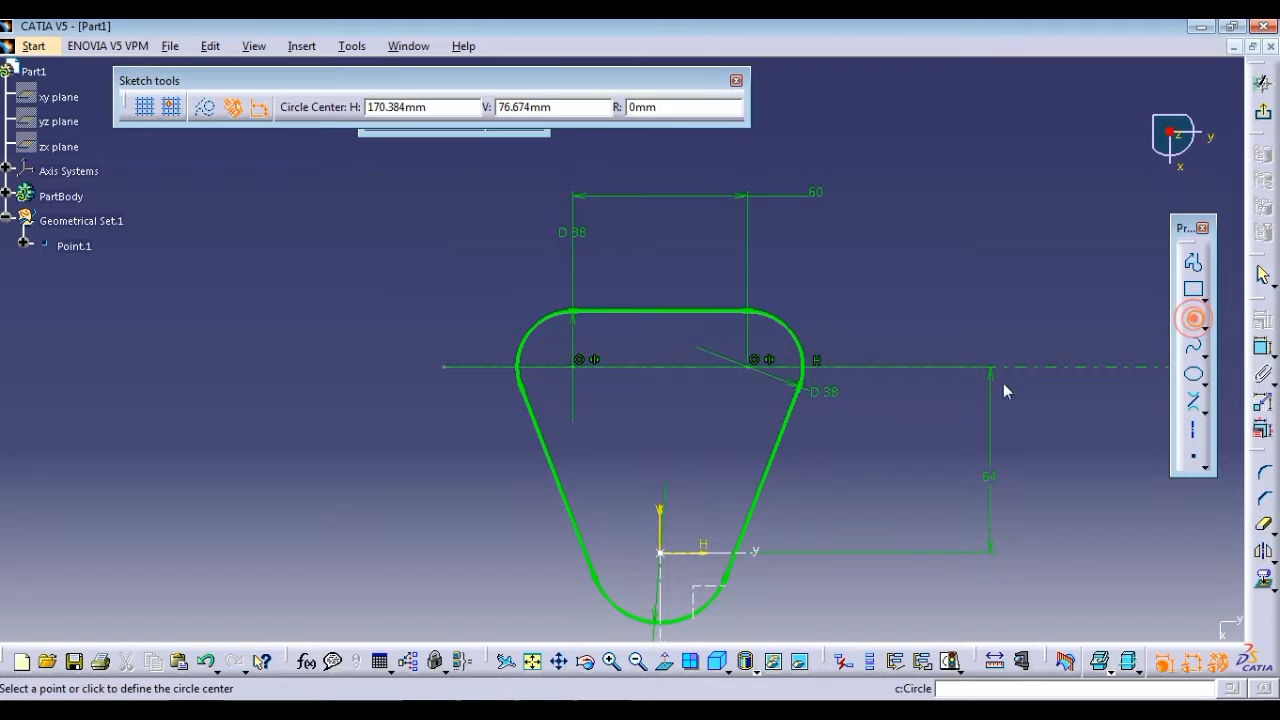 CATIA V5 - [Part1]
Start ENOVIA V5 VPM File Edit View Insert Tools Window Help
Part1
xy plane
yz plane
zx plane
Axis Systems
PartBody
Geometrical Set.1
Point.1
Sketch tools
Circle Center: H: 170.384mm V: 76.674mm R: 0mm
z
y
x
Pr...
60
D 38
H
D 38
64
V
H
y
y
x
f(x)
CATIA
Select a point or click to define the circle center
c:Circle